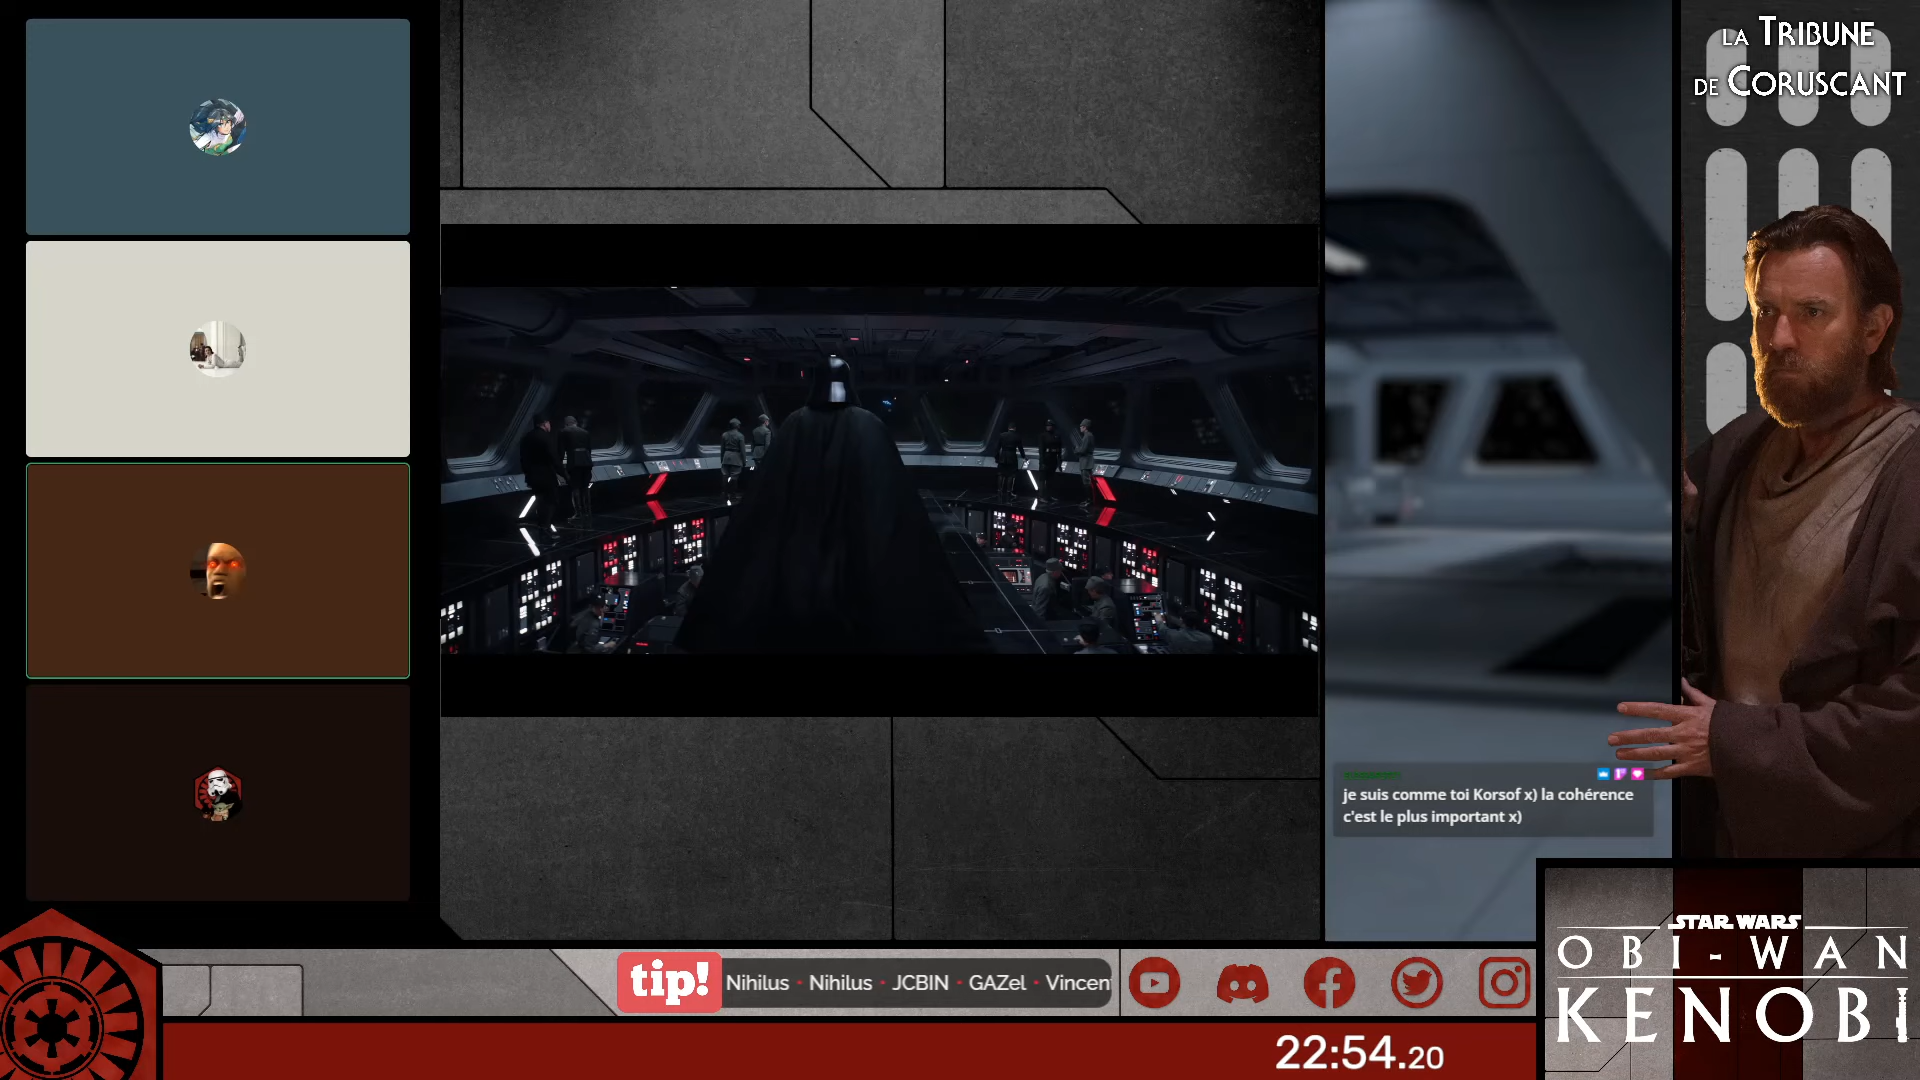 LA TRIBUNE
DE CORUSCANT
je suis comme toi Korsof x) la cohérence
c'est le plus important x)
STAR WARS
OBI-WAN
KENOBI
tip! Nihilus • Nihilus • JCBIN • GAZel • Vincen
22:54.20